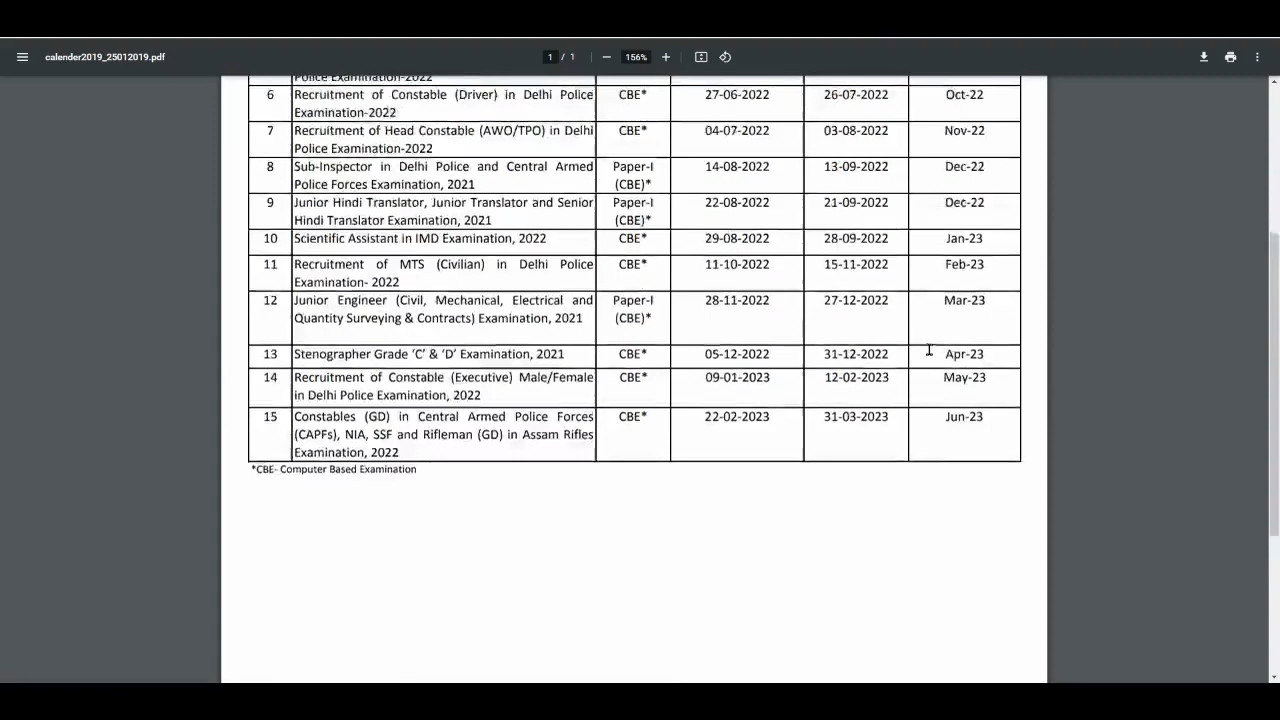 calender2019_25012019.pdf
1 / 1
156%
Police Examination-2022
6 Recruitment of Constable (Driver) in Delhi Police CBE* 27-06-2022 26-07-2022 Oct-22
Examination-2022
7 Recruitment of Head Constable (AWO/TPO) in Delhi CBE* 04-07-2022 03-08-2022 Nov-22
Police Examination-2022
8 Sub-Inspector in Delhi Police and Central Armed Paper-I 14-08-2022 13-09-2022 Dec-22
Police Forces Examination, 2021 (CBE)*
9 Junior Hindi Translator, Junior Translator and Senior Paper-I 22-08-2022 21-09-2022 Dec-22
Hindi Translator Examination, 2021 (CBE)*
10 Scientific Assistant in IMD Examination, 2022 CBE* 29-08-2022 28-09-2022 Jan-23
11 Recruitment of MTS (Civilian) in Delhi Police CBE* 11-10-2022 15-11-2022 Feb-23
Examination- 2022
12 Junior Engineer (Civil, Mechanical, Electrical and Paper-I 28-11-2022 27-12-2022 Mar-23
Quantity Surveying & Contracts) Examination, 2021 (CBE)*
13 Stenographer Grade ‘C’ & ‘D’ Examination, 2021 CBE* 05-12-2022 31-12-2022 Apr-23
14 Recruitment of Constable (Executive) Male/Female CBE* 09-01-2023 12-02-2023 May-23
in Delhi Police Examination, 2022
15 Constables (GD) in Central Armed Police Forces CBE* 22-02-2023 31-03-2023 Jun-23
(CAPFs), NIA, SSF and Rifleman (GD) in Assam Rifles
Examination, 2022
*CBE- Computer Based Examination